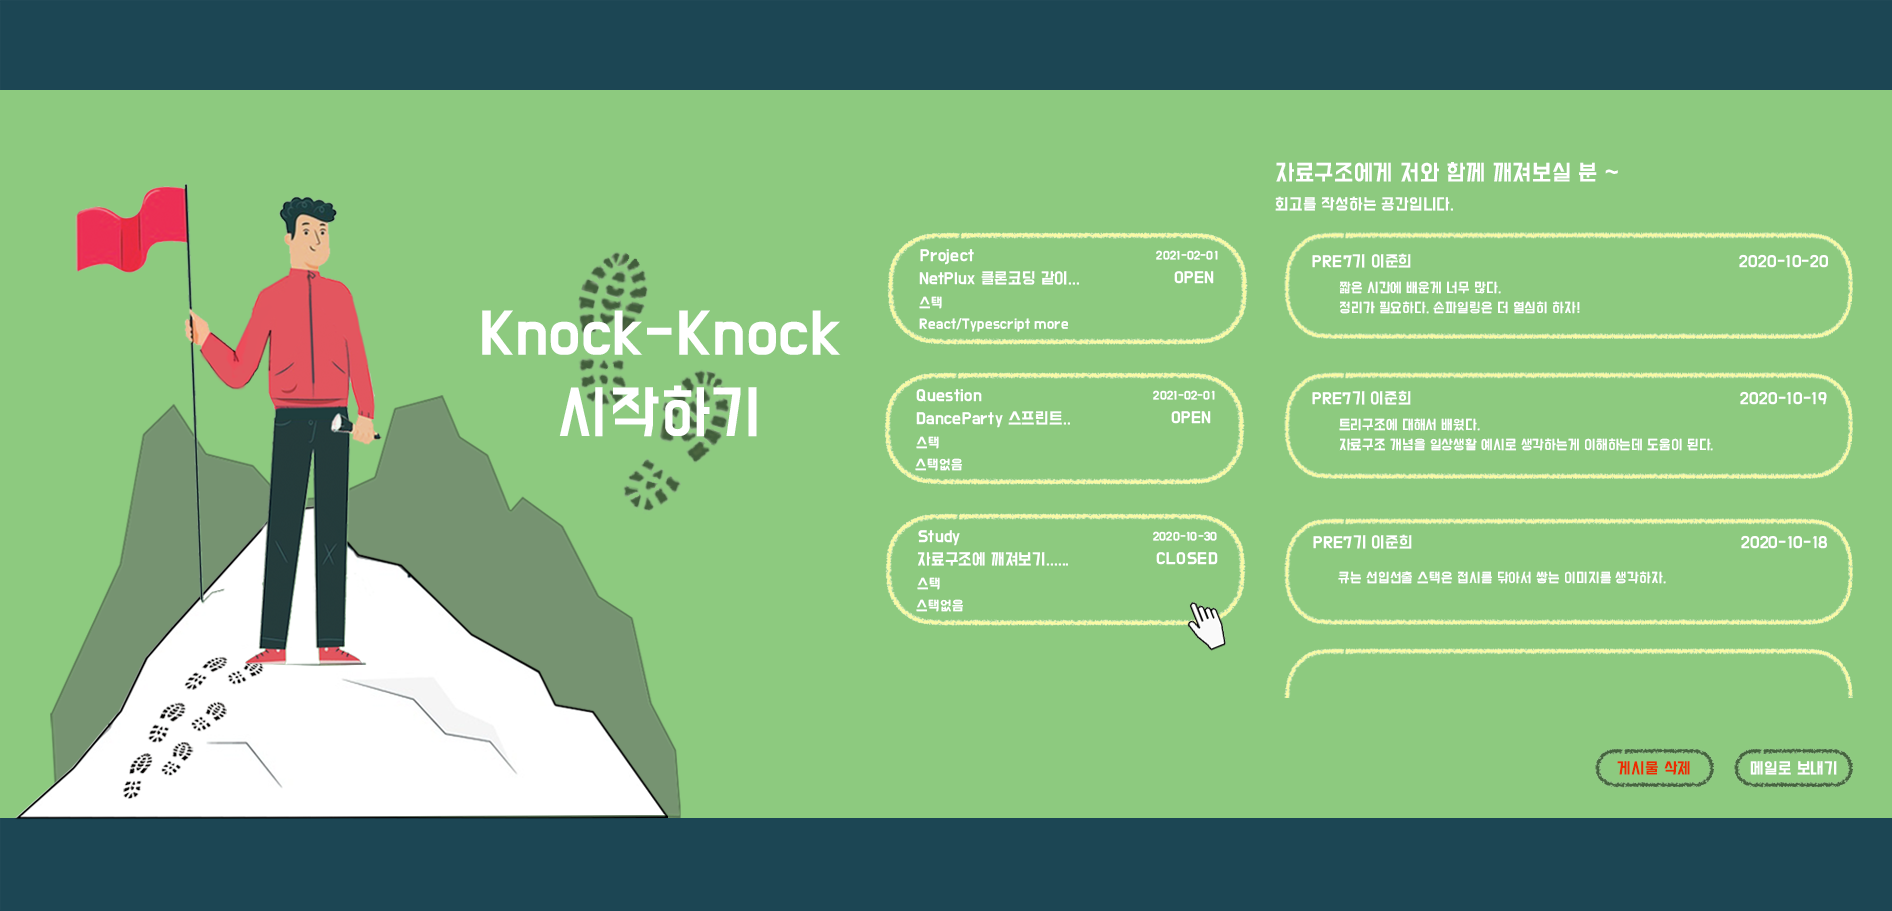 Knock-Knock
시작하기
Project 2021-02-01
NetPlux 클론코딩 같이... OPEN
스택
React/Typescript more
Question 2021-02-01
DanceParty 스프린트.. OPEN
스택
스택없음
Study 2020-10-30
자료구조에 깨져보기...... CLOSED
스택
스택없음
자료구조에게 저와 함께 깨져보실 분 ~
회고를 작성하는 공간입니다.
PRE7기 이준희 2020-10-20
짧은 시간에 배운게 너무 많다.
정리가 필요하다. 손파일링은 더 열심히 하자!
PRE7기 이준희 2020-10-19
트리구조에 대해서 배웠다.
자료구조 개념을 일상생활 예시로 생각하는게 이해하는데 도움이 된다.
PRE7기 이준희 2020-10-18
큐는 선입선출 스택은 접시를 닦아서 쌓는 이미지를 생각하자.
게시물 삭제 메일로 보내기